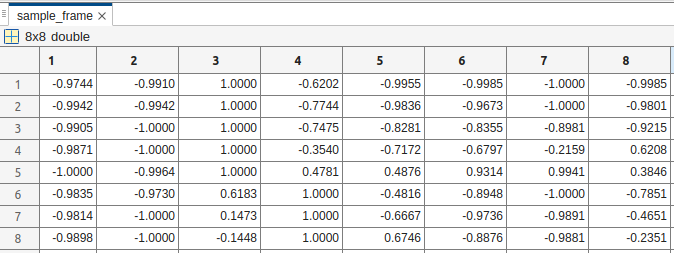 sample_frame
8x8 double
1 2 3 4 5 6 7 8
1 -0.9744 -0.9910 1.0000 -0.6202 -0.9955 -0.9985 -1.0000 -0.9985
2 -0.9942 -0.9942 1.0000 -0.7744 -0.9836 -0.9673 -1.0000 -0.9801
3 -0.9905 -1.0000 1.0000 -0.7475 -0.8281 -0.8355 -0.8981 -0.9215
4 -0.9871 -1.0000 1.0000 -0.3540 -0.7172 -0.6797 -0.2159 0.6208
5 -1.0000 -0.9964 1.0000 0.4781 0.4876 0.9314 0.9941 0.3846
6 -0.9835 -0.9730 0.6183 1.0000 -0.4816 -0.8948 -1.0000 -0.7851
7 -0.9814 -1.0000 0.1473 1.0000 -0.6667 -0.9736 -0.9891 -0.4651
8 -0.9898 -1.0000 -0.1448 1.0000 0.6746 -0.8876 -0.9881 -0.2351